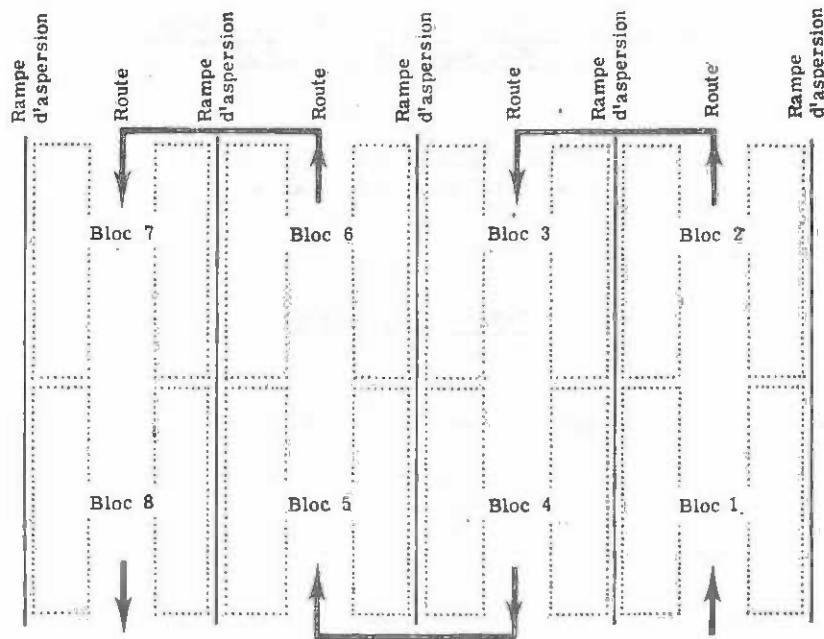 Rampe
d'aspersion
Route
Rampe
d'aspersion
Route
Rampe
d'aspersion
Route
Rampe
d'aspersion
Route
Rampe
d'aspersion
Bloc 7
Bloc 6
Bloc 3
Bloc 2
Bloc 8
Bloc 5
Bloc 4
Bloc 1